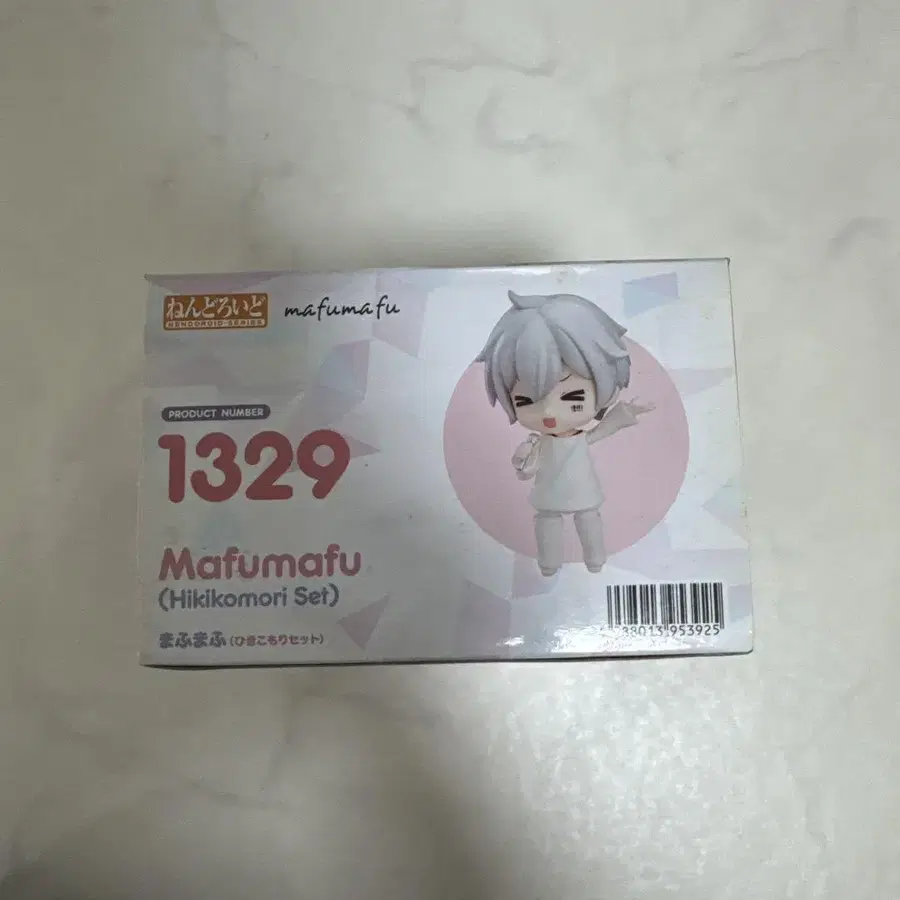 ねんどろいど
NENDOROID-SERIES
mafumafu
PRODUCT NUMBER
1329
Mafumafu
(Hikikomori Set)
まふまふ(ひきこもりセット)